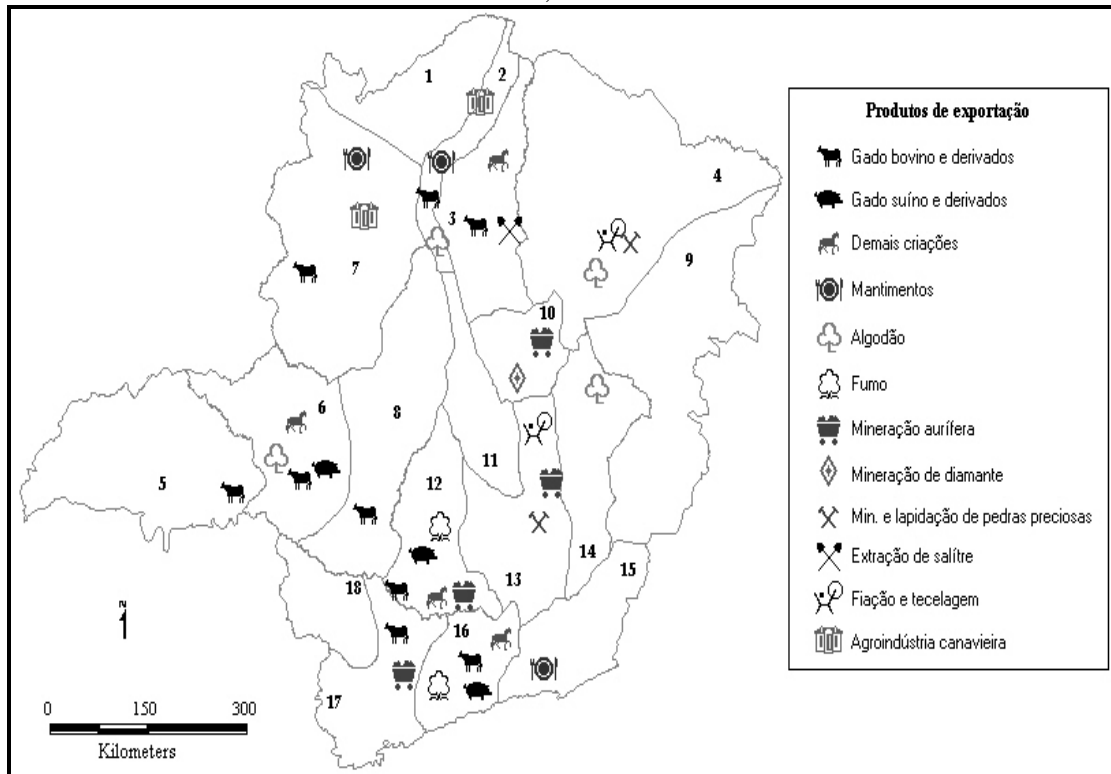 1
2
4
3
9
7
10
6
8
5
11
12
14
15
13
18
16
17
N
0 150 300
Kilometers
Produtos de exportação
Gado bovino e derivados
Gado suíno e derivados
Demais criações
Mantimentos
Algodão
Fumo
Mineração aurífera
Mineração de diamante
Min. e lapidação de pedras preciosas
Extração de salítre
Fiação e tecelagem
Agroindústria canavieira